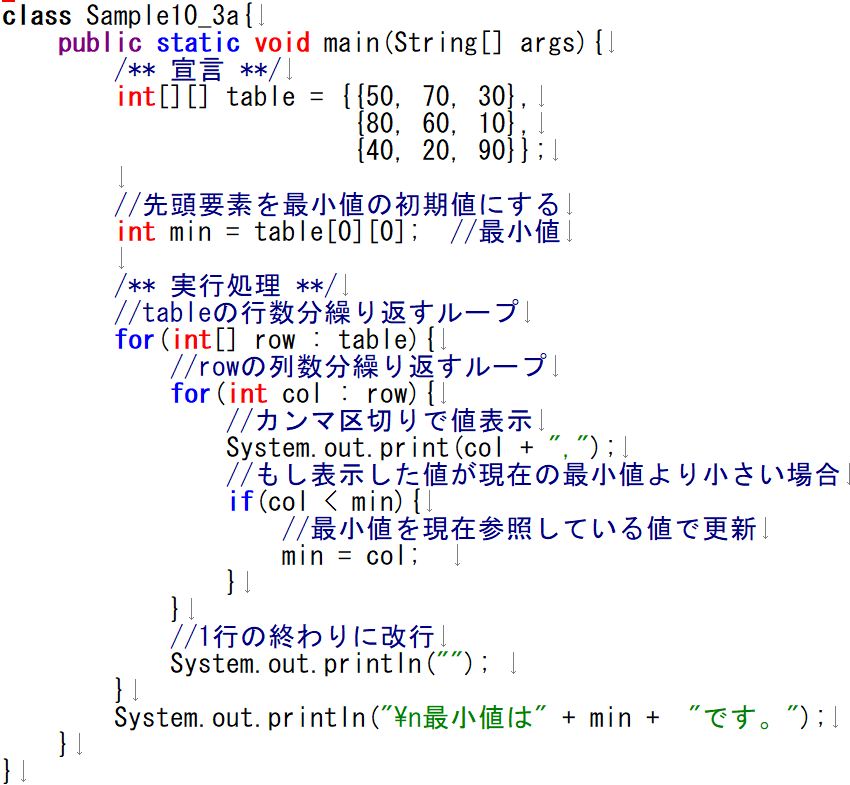 class Sample10_3a{↓
    public static void main(String[] args){↓
        /** 宣言 **/↓
        int[][] table = {{50, 70, 30},↓
                         {80, 60, 10},↓
                         {40, 20, 90}};↓
        ↓
        //先頭要素を最小値の初期値にする↓
        int min = table[0][0];  //最小値↓
        ↓
        /** 実行処理 **/↓
        //tableの行数分繰り返すループ↓
        for(int[] row : table){↓
            //rowの列数分繰り返すループ↓
            for(int col : row){↓
                //カンマ区切りで値表示↓
                System.out.print(col + ",");↓
                //もし表示した値が現在の最小値より小さい場合↓
                if(col < min){↓
                    //最小値を現在参照している値で更新↓
                    min = col;  ↓
                }↓
            }↓
            //1行の終わりに改行↓
            System.out.println(""); ↓
        }↓
        System.out.println("¥n最小値は" + min +  "です。");↓
    }↓
}↓